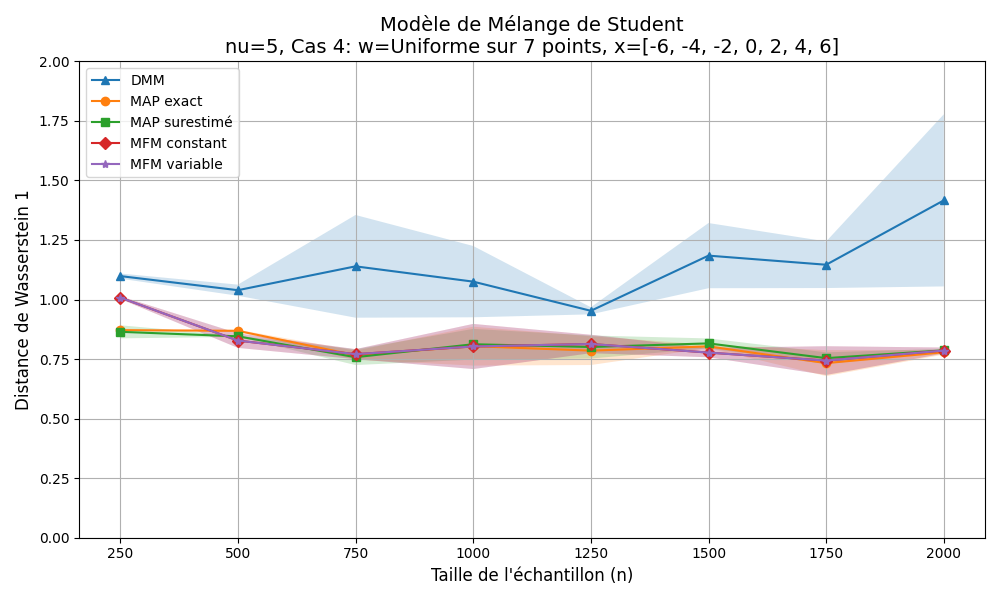 Modèle de Mélange de Student
nu=5, Cas 4: w=Uniforme sur 7 points, x=[-6, -4, -2, 0, 2, 4, 6]
DMM
MAP exact
MAP surestimé
MFM constant
MFM variable
Distance de Wasserstein 1
2.00
1.75
1.50
1.25
1.00
0.75
0.50
0.25
0.00
250 500 750 1000 1250 1500 1750 2000
Taille de l'échantillon (n)